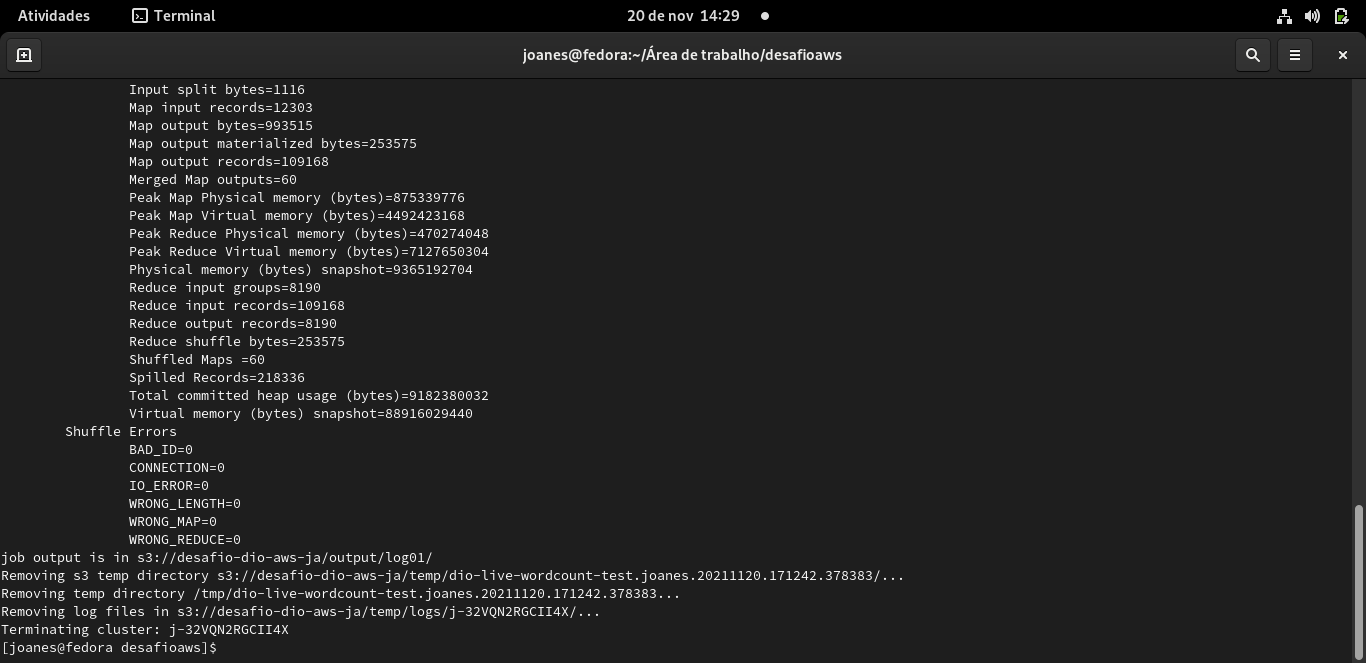 Atividades
Terminal
20 de nov 14:29
joanes@fedora:~/Área de trabalho/desafioaws
Input split bytes=1116
Map input records=12303
Map output bytes=993515
Map output materialized bytes=253575
Map output records=109168
Merged Map outputs=60
Peak Map Physical memory (bytes)=875339776
Peak Map Virtual memory (bytes)=4492423168
Peak Reduce Physical memory (bytes)=470274048
Peak Reduce Virtual memory (bytes)=7127650304
Physical memory (bytes) snapshot=9365192704
Reduce input groups=8190
Reduce input records=109168
Reduce output records=8190
Reduce shuffle bytes=253575
Shuffled Maps =60
Spilled Records=218336
Total committed heap usage (bytes)=9182380032
Virtual memory (bytes) snapshot=88916029440
Shuffle Errors
BAD_ID=0
CONNECTION=0
IO_ERROR=0
WRONG_LENGTH=0
WRONG_MAP=0
WRONG_REDUCE=0
job output is in s3://desafio-dio-aws-ja/output/log01/
Removing s3 temp directory s3://desafio-dio-aws-ja/temp/dio-live-wordcount-test.joanes.20211120.171242.378383/...
Removing temp directory /tmp/dio-live-wordcount-test.joanes.20211120.171242.378383...
Removing log files in s3://desafio-dio-aws-ja/temp/logs/j-32VQN2RGCII4X/...
Terminating cluster: j-32VQN2RGCII4X
[joanes@fedora desafioaws]$